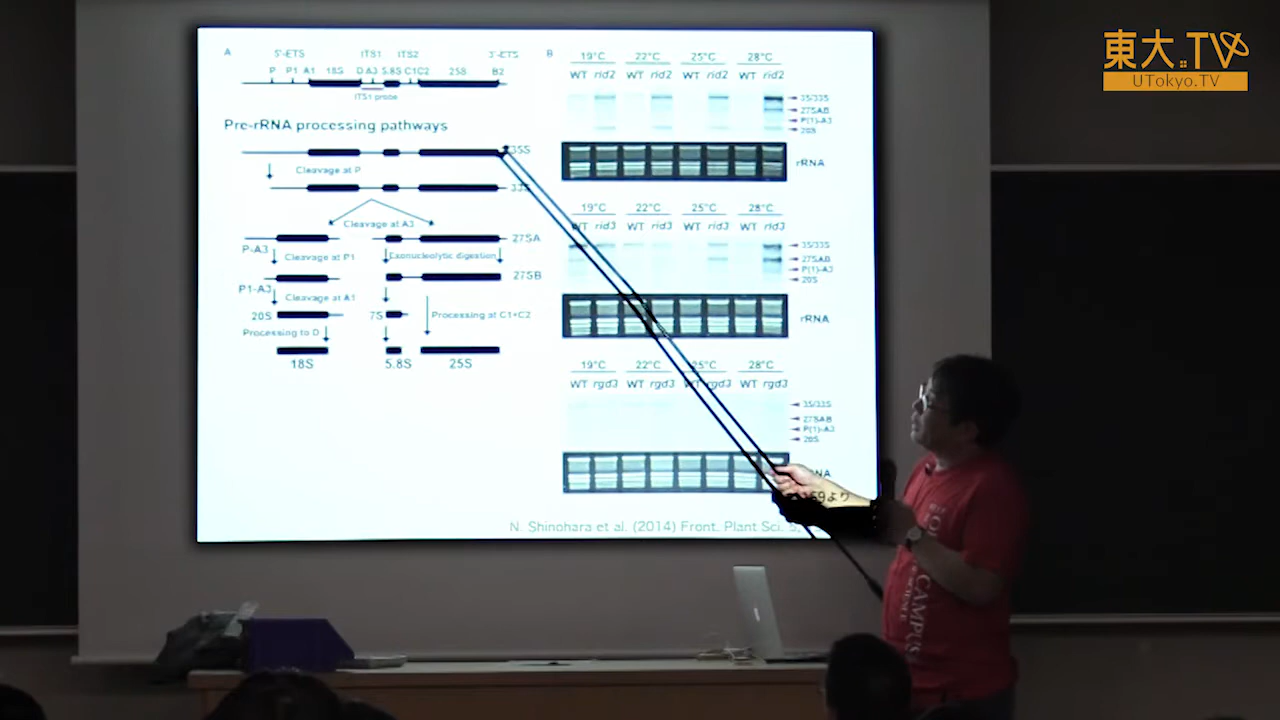 東大.TV
UTokyo.TV
A
5'-ETS ITS1 ITS2 3'-ETS
P P1 A1 18S D A3 5.8S C1C2 25S B2
ITS1 probe
Pre-rRNA processing pathways
35S
Cleavage at P
33S
Cleavage at A3
27SA
P-A3 Cleavage at P1 Exonucleolytic digestion
27SB
P1-A3 Cleavage at A1
20S 7S Processing at C1+C2
Processing to D
18S 5.8S 25S
B
19°C 22°C 25°C 28°C
WT rid2 WT rid2 WT rid2 WT rid2
35/33S
27SAB
P(1)-A3
20S
rRNA
19°C 22°C 25°C 28°C
WT rid3 WT rid3 WT rid3 WT rid3
35/33S
27SAB
P(1)-A3
20S
rRNA
19°C 22°C 25°C 28°C
WT rgd3 WT rgd3 WT rgd3 WT rgd3
35/33S
27SAB
P(1)-A3
20S
より
N. Shinohara et al. (2014) Front. Plant Sci. 5,
CAMPUS